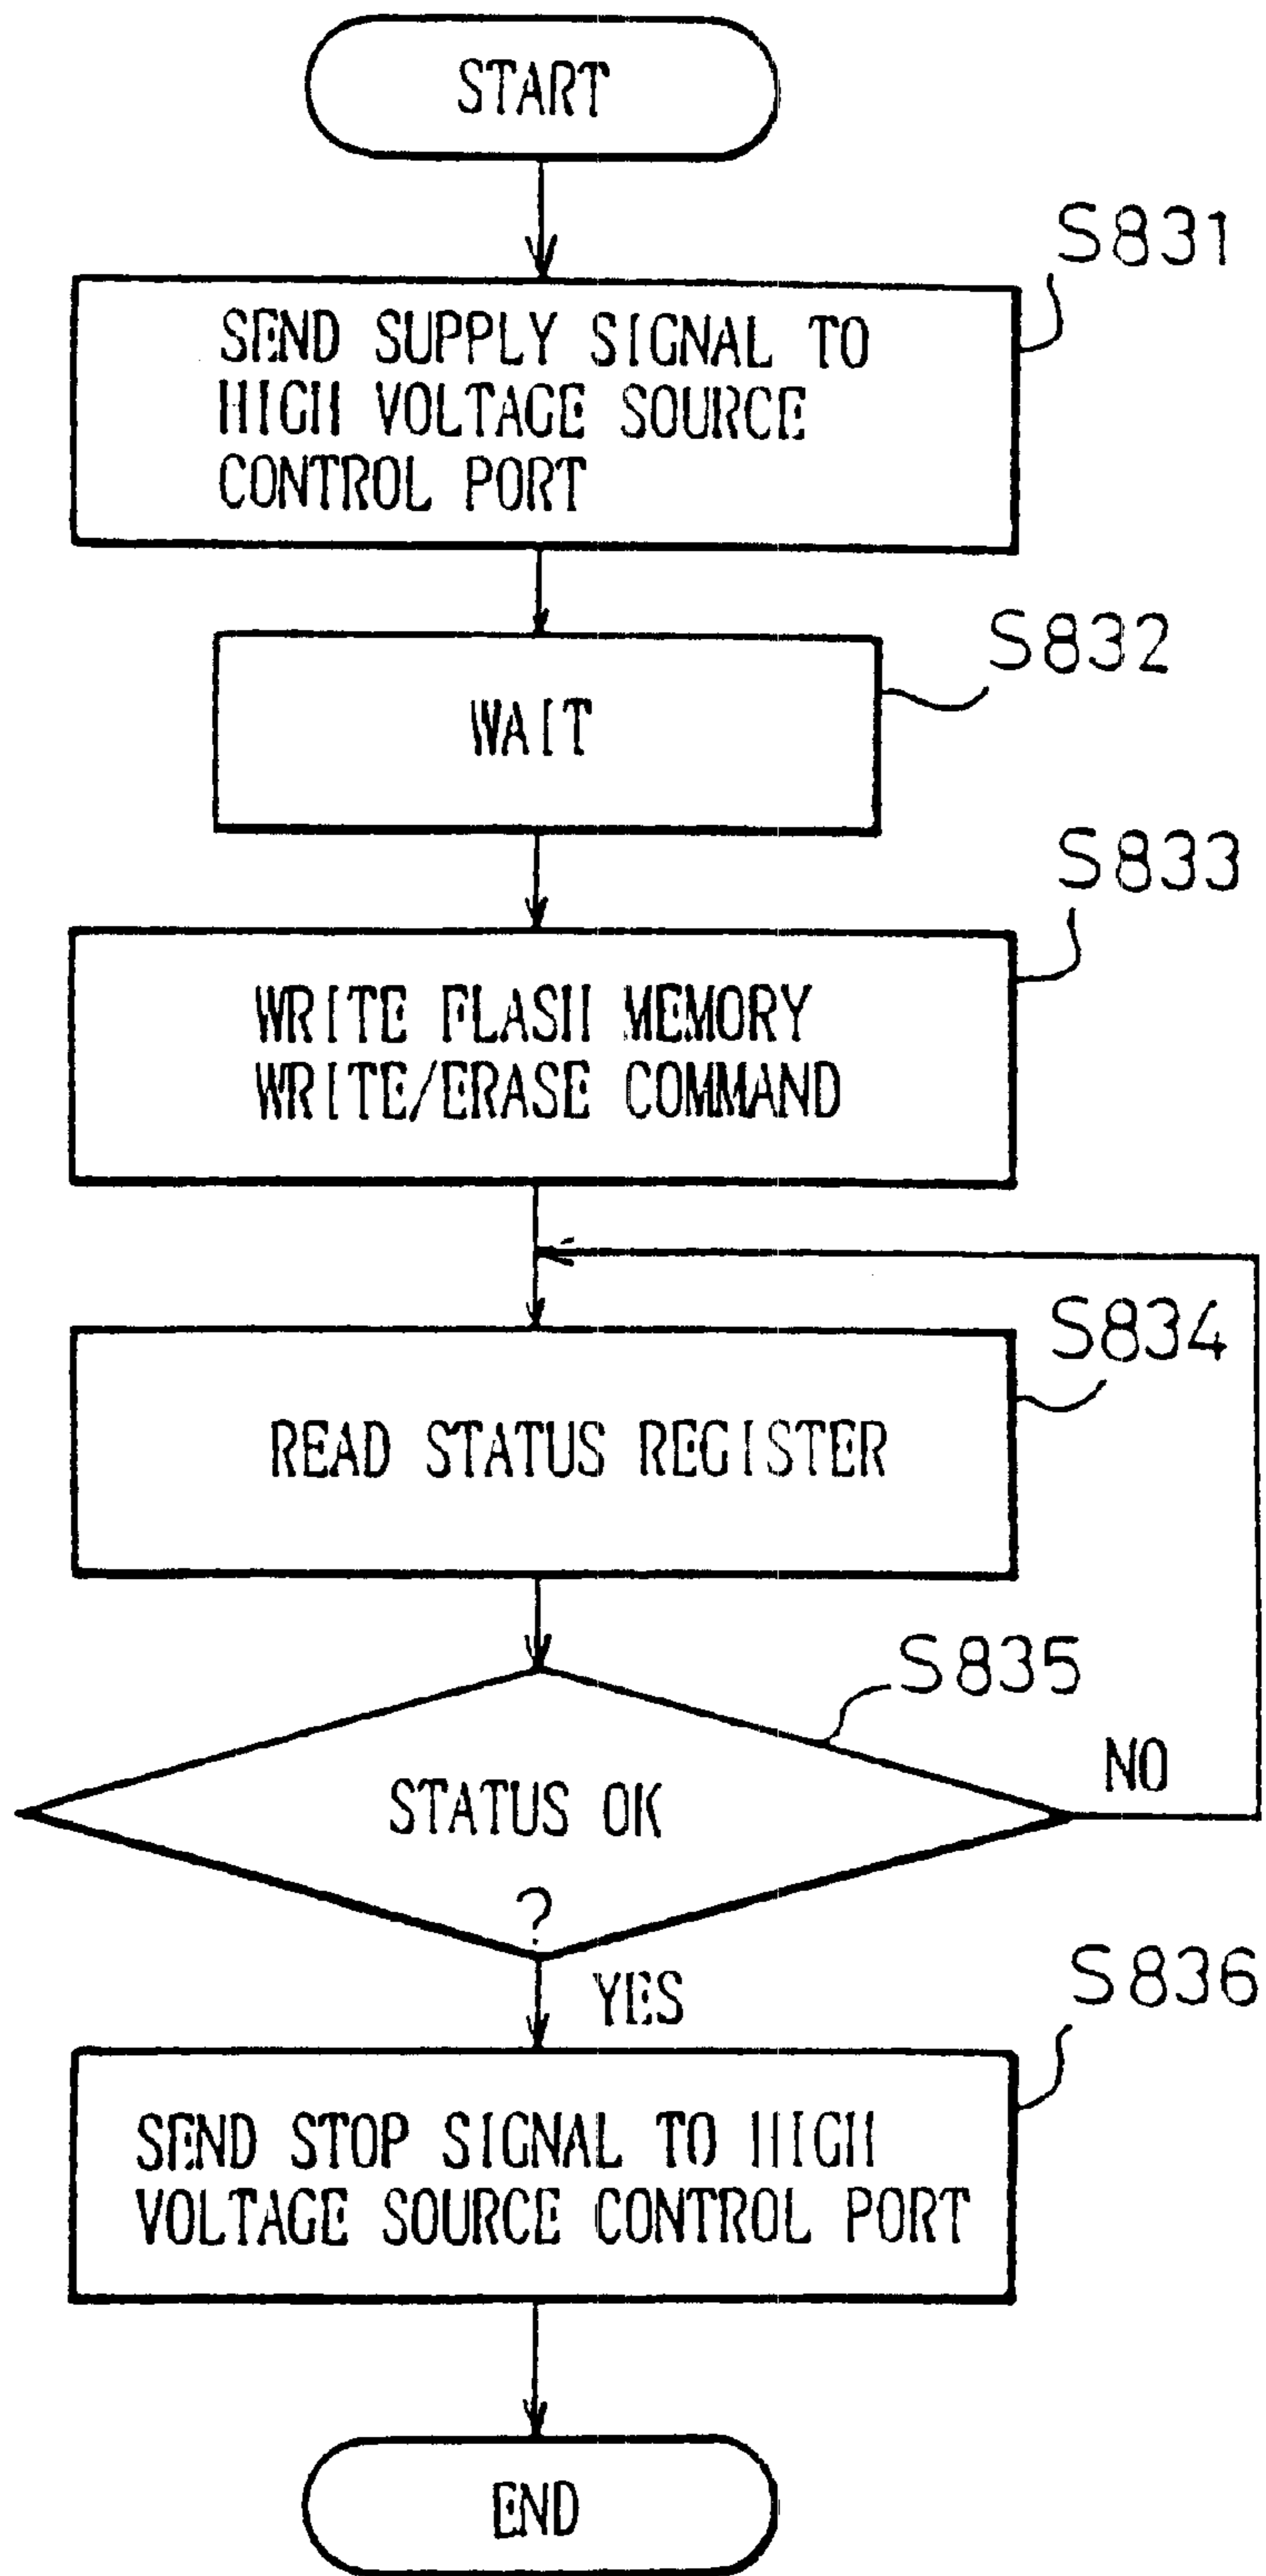 START
S831
SEND SUPPLY SIGNAL TO
HIGH VOLTAGE SOURCE
CONTROL PORT
S832
WAIT
S833
WRITE FLASH MEMORY
WRITE/ERASE COMMAND
S834
READ STATUS REGISTER
S835
NO
STATUS OK
?
YES
S836
SEND STOP SIGNAL TO HIGH
VOLTAGE SOURCE CONTROL PORT
END